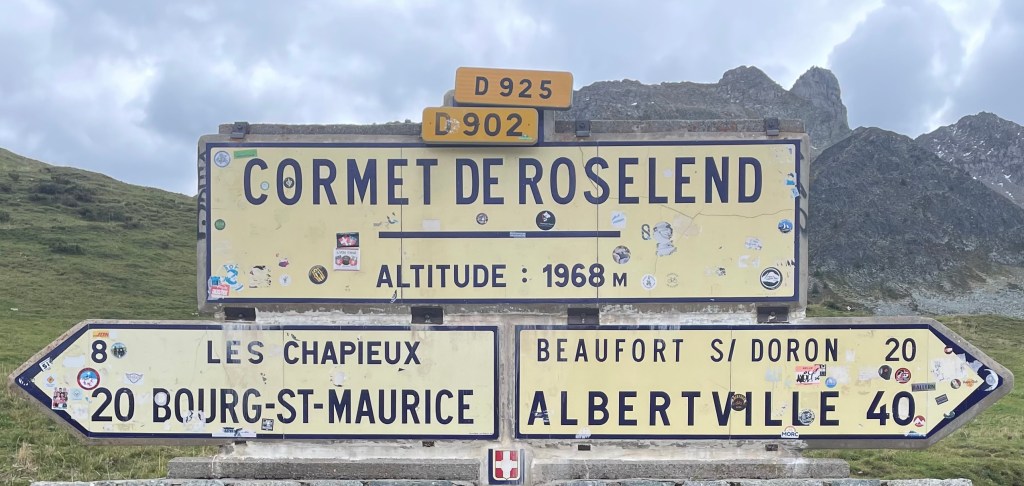 D 925
D 902
CORMET DE ROSELEND
ALTITUDE : 1968 M
8 LES CHAPIEUX
20 BOURG-ST-MAURICE
BEAUFORT S/ DORON 20
ALBERTVILLE 40